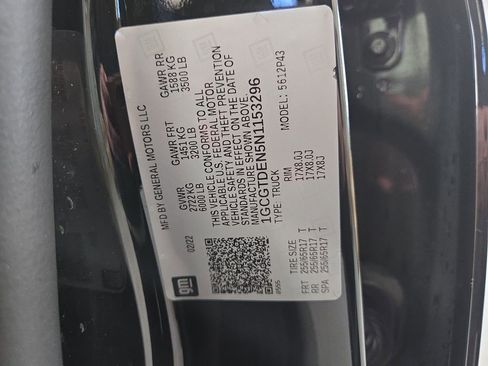 MFD BY GENERAL MOTORS LLC
02/22
GVWR GAWR FRT GAWR RR
2722 KG 1451 KG 1588 KG
6000 LB 3200 LB 3500 LB
THIS VEHICLE CONFORMS TO ALL
APPLICABLE U.S. FEDERAL MOTOR
VEHICLE SAFETY AND THEFT PREVENTION
STANDARDS IN EFFECT ON THE DATE OF
MANUFACTURE SHOWN ABOVE.
1GCGTDEN5N1153296
TYPE: TRUCK MODEL: 5612P43
TIRE SIZE RIM
FRT 255/65R17 T 17X8.0J
RR 255/65R17 T 17X8.0J
SPA 255/65R17 T 17X8J
gm